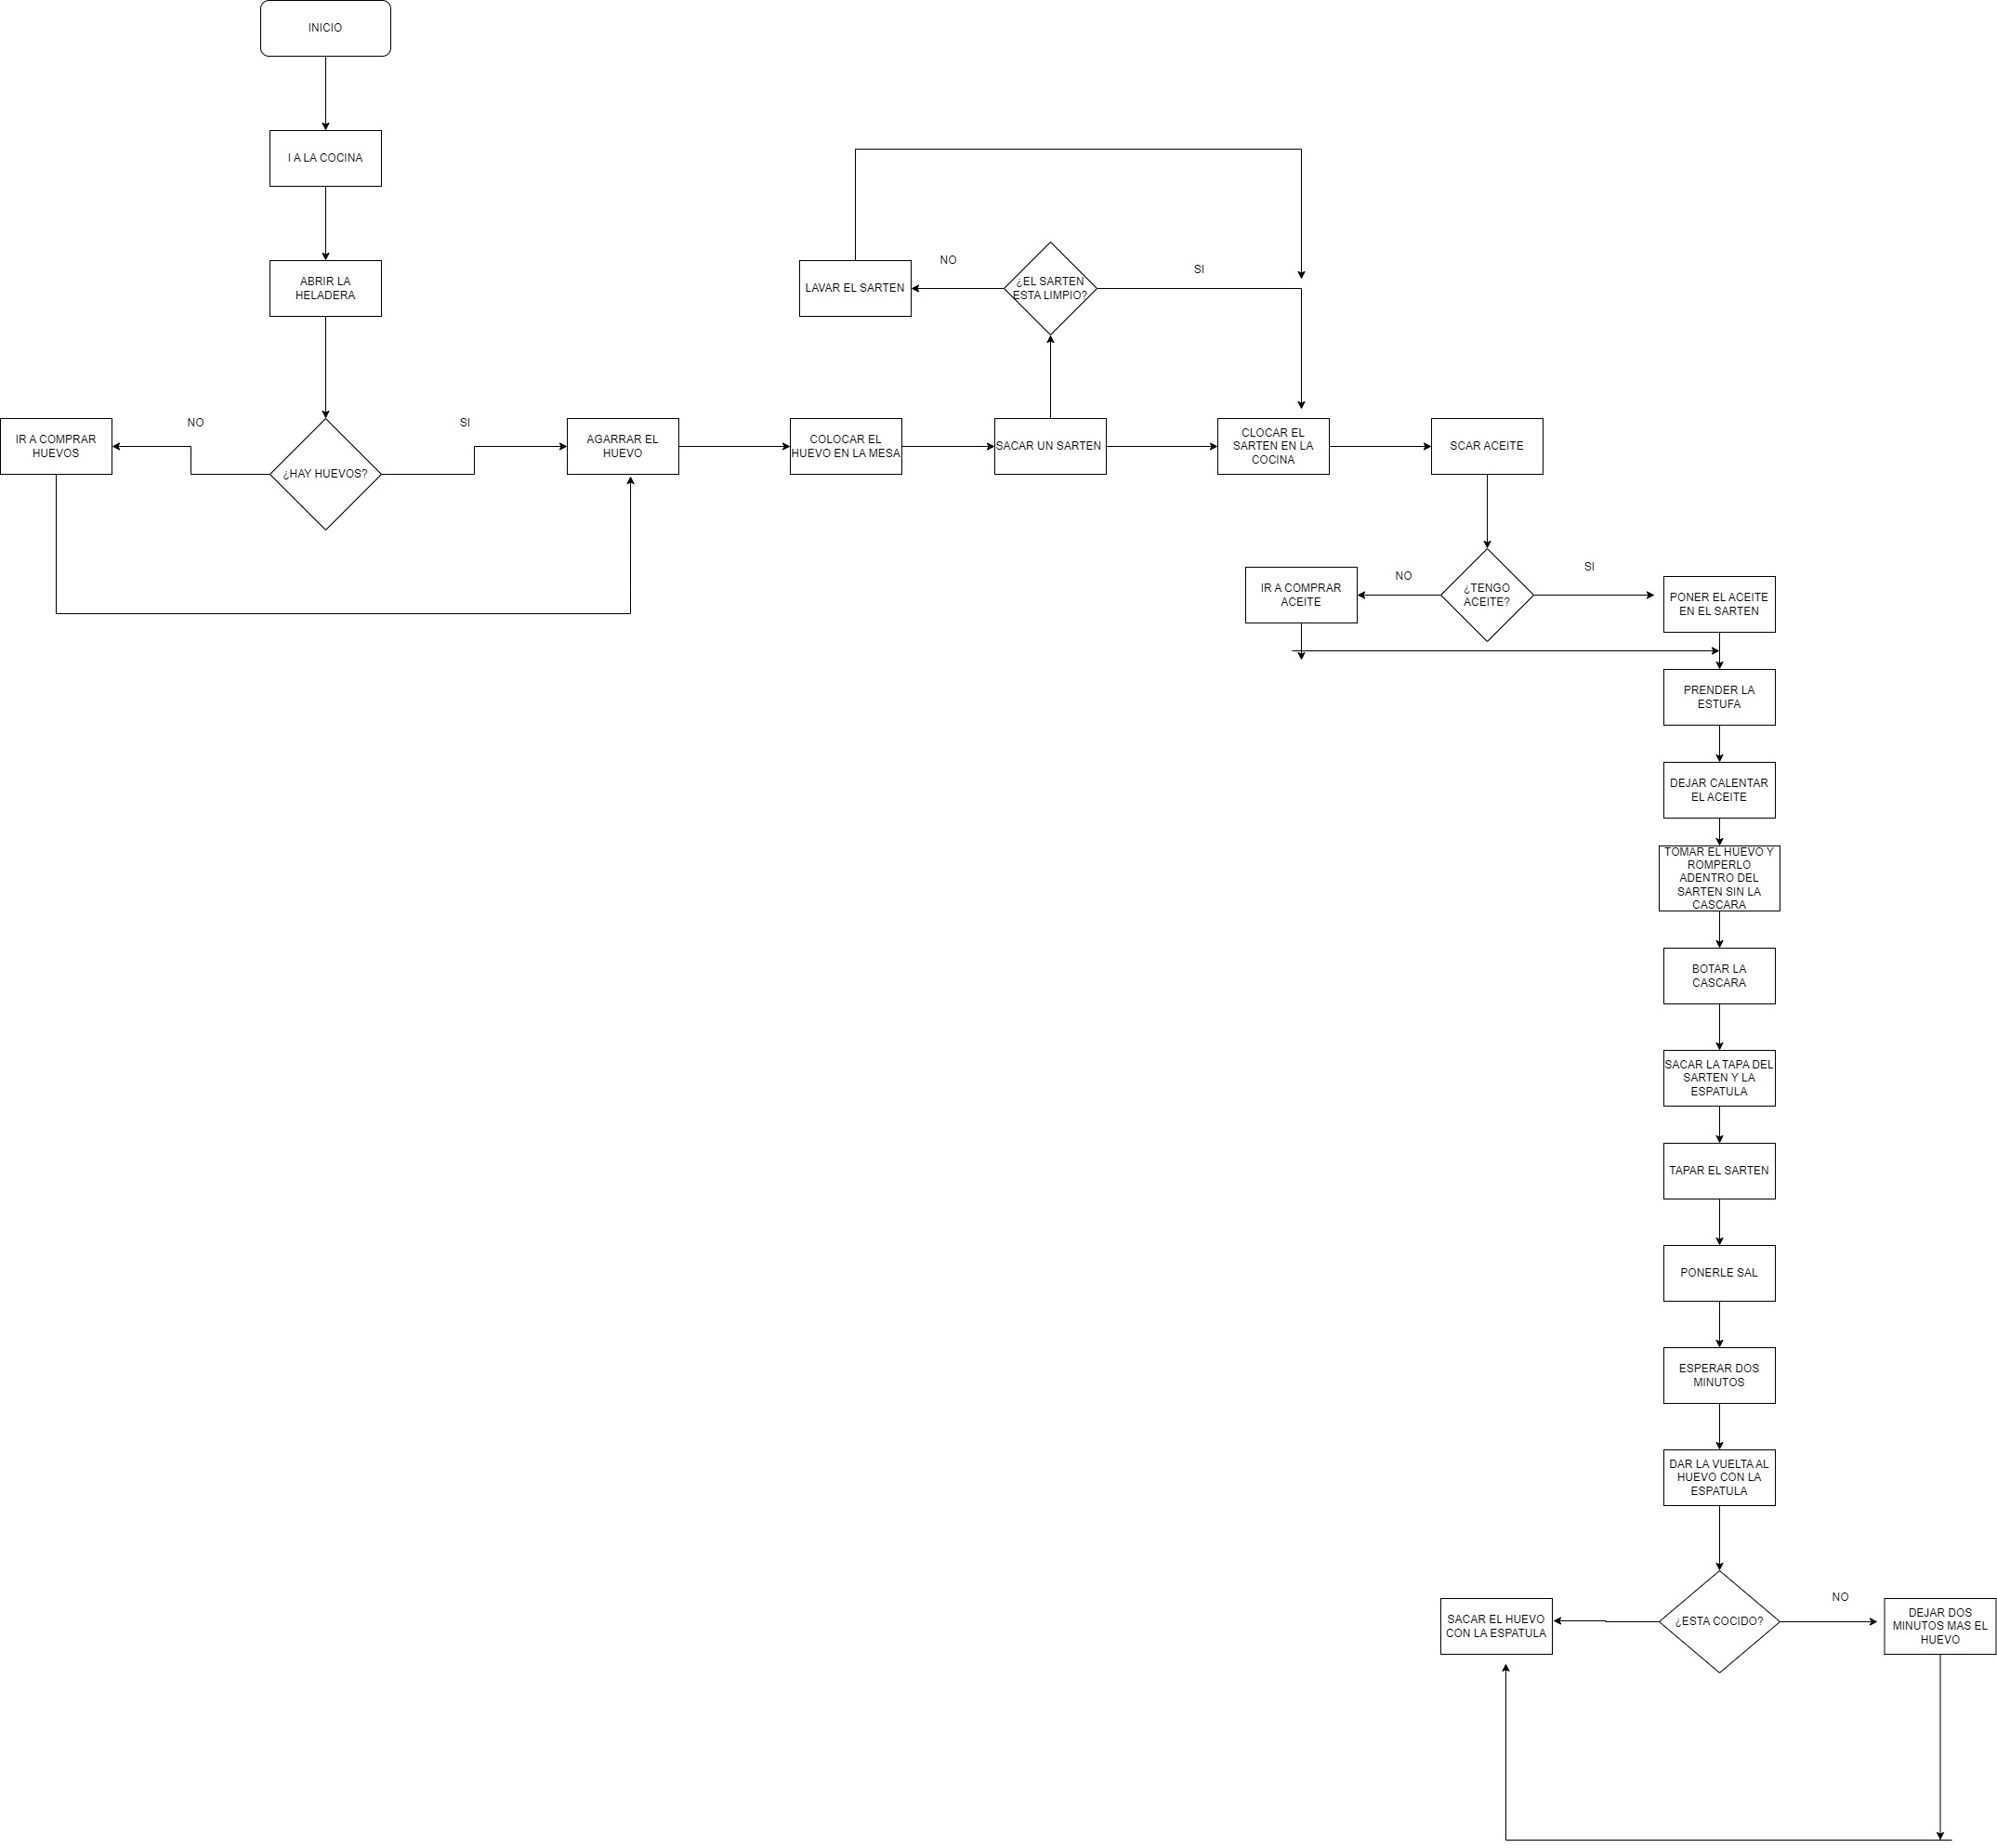 INICIO
I A LA COCINA
ABRIR LA
HELADERA
NO
SI
IR A COMPRAR
HUEVOS
¿HAY HUEVOS?
AGARRAR EL
HUEVO
COLOCAR EL
HUEVO EN LA MESA
SACAR UN SARTEN
NO
SI
LAVAR EL SARTEN
¿EL SARTEN
ESTA LIMPIO?
CLOCAR EL
SARTEN EN LA
COCINA
SCAR ACEITE
NO
SI
IR A COMPRAR
ACEITE
¿TENGO
ACEITE?
PONER EL ACEITE
EN EL SARTEN
PRENDER LA
ESTUFA
DEJAR CALENTAR
EL ACEITE
TOMAR EL HUEVO Y
ROMPERLO
ADENTRO DEL
SARTEN SIN LA
CASCARA
BOTAR LA
CASCARA
SACAR LA TAPA DEL
SARTEN Y LA
ESPATULA
TAPAR EL SARTEN
PONERLE SAL
ESPERAR DOS
MINUTOS
DAR LA VUELTA AL
HUEVO CON LA
ESPATULA
NO
SACAR EL HUEVO
CON LA ESPATULA
¿ESTA COCIDO?
DEJAR DOS
MINUTOS MAS EL
HUEVO